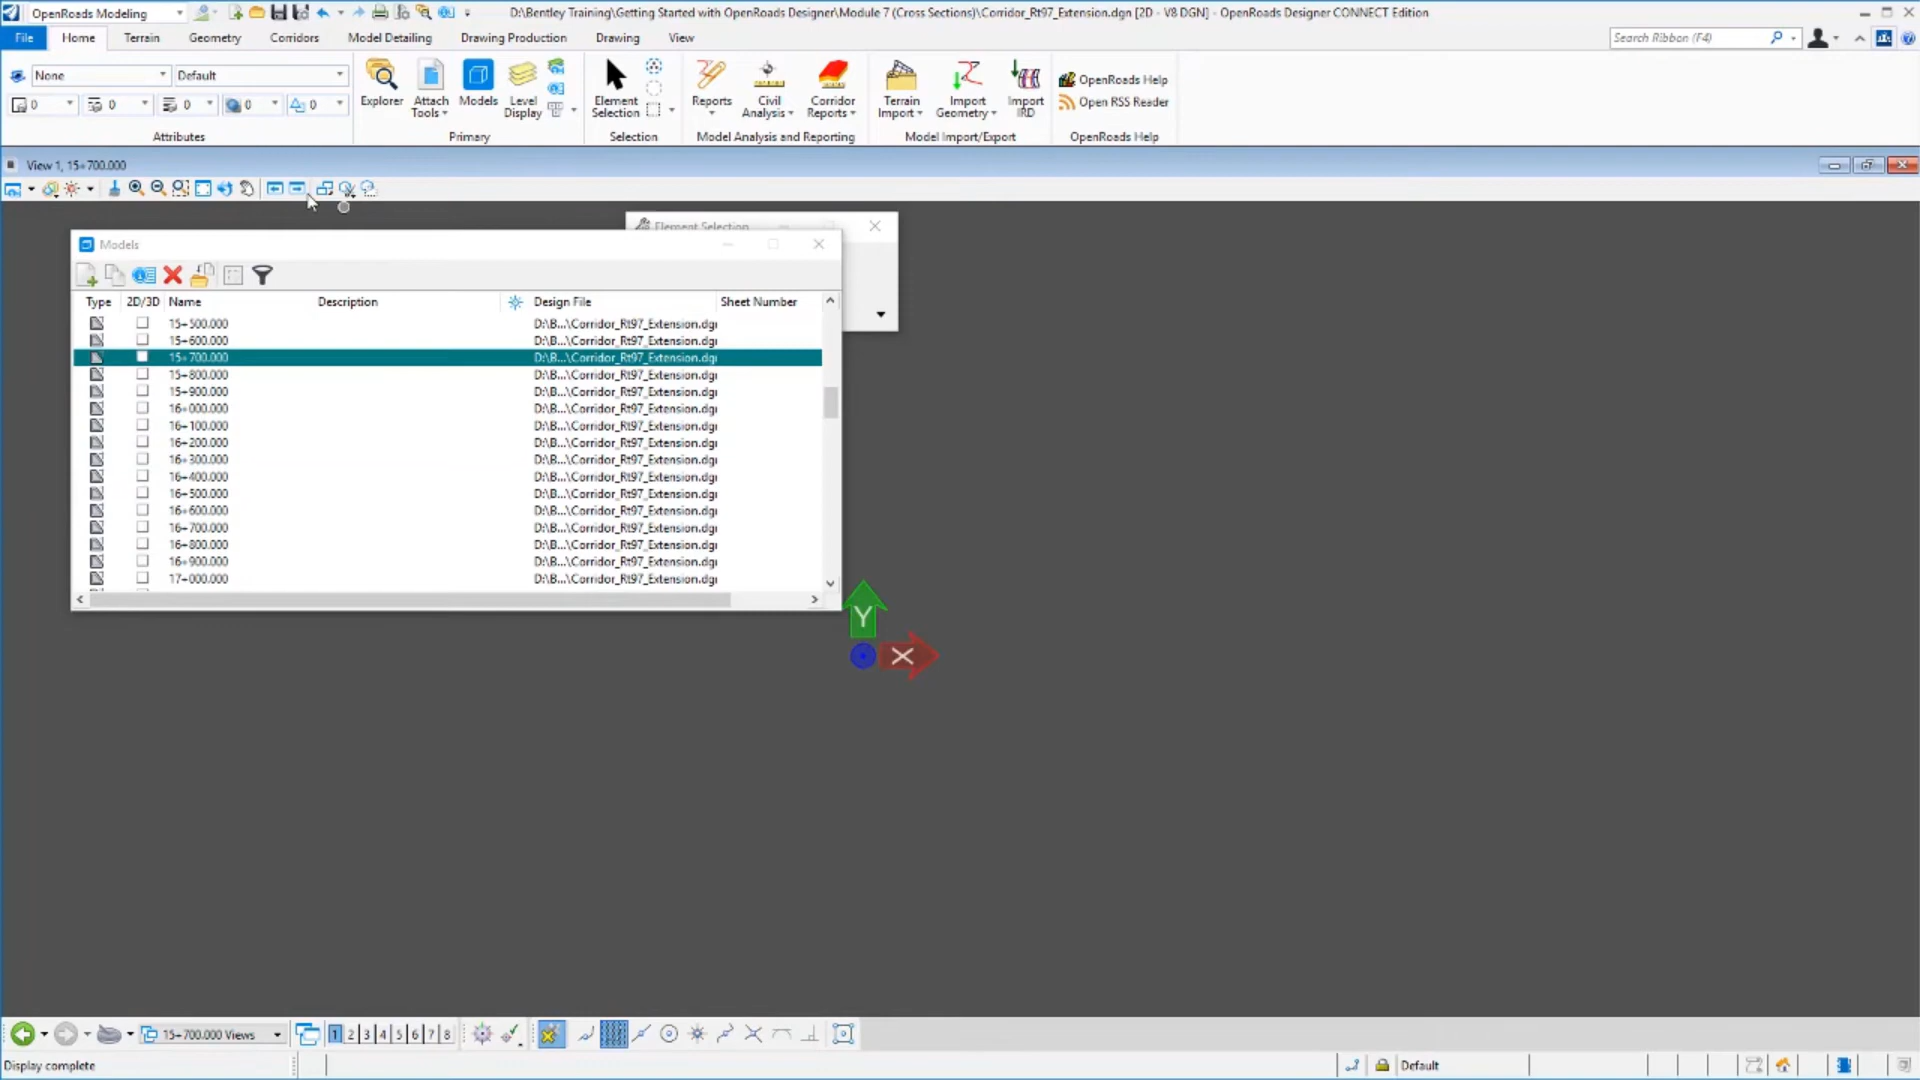 OpenRoads Modeling
D:\Bentley Training\Getting Started with OpenRoads Designer\Module 7 (Cross Sections)\Corridor_Rt97_Extension.dgn [2D - V8 DGN] - OpenRoads Designer CONNECT Edition
File Home Terrain Geometry Corridors Model Detailing Drawing Production Drawing View Search Ribbon (F4)
None Default
0 0 0 0 0
Explorer Attach Tools Models Level Display Element Selection Reports Civil Analysis Corridor Reports Terrain Import Import Geometry Import IRD OpenRoads Help
Open RSS Reader
Attributes Primary Selection Model Analysis and Reporting Model Import/Export OpenRoads Help
View 1, 15+700.000
Element Selection
Models
Type 2D/3D Name Description Design File Sheet Number
15+500.000 D:\B...\Corridor_Rt97_Extension.dgn
15+600.000 D:\B...\Corridor_Rt97_Extension.dgn
15+700.000 D:\B...\Corridor_Rt97_Extension.dgn
15+800.000 D:\B...\Corridor_Rt97_Extension.dgn
15+900.000 D:\B...\Corridor_Rt97_Extension.dgn
16+000.000 D:\B...\Corridor_Rt97_Extension.dgn
16+100.000 D:\B...\Corridor_Rt97_Extension.dgn
16+200.000 D:\B...\Corridor_Rt97_Extension.dgn
16+300.000 D:\B...\Corridor_Rt97_Extension.dgn
16+400.000 D:\B...\Corridor_Rt97_Extension.dgn
16+500.000 D:\B...\Corridor_Rt97_Extension.dgn
16+600.000 D:\B...\Corridor_Rt97_Extension.dgn
16+700.000 D:\B...\Corridor_Rt97_Extension.dgn
16+800.000 D:\B...\Corridor_Rt97_Extension.dgn
16+900.000 D:\B...\Corridor_Rt97_Extension.dgn
17+000.000 D:\B...\Corridor_Rt97_Extension.dgn
Y
X
15+700.000 Views 1 2 3 4 5 6 7 8
Display complete Default